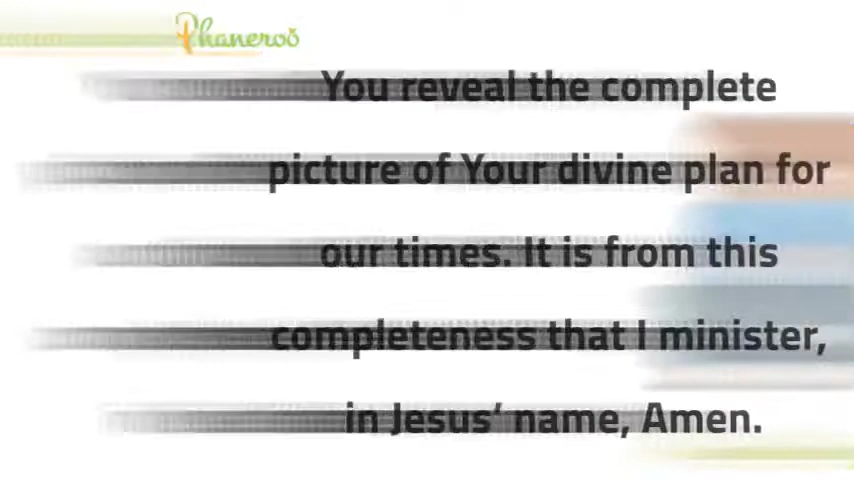 Phaneroo
You reveal the complete
picture of Your divine plan for
our times. It is from this
completeness that I minister,
in Jesus’ name, Amen.